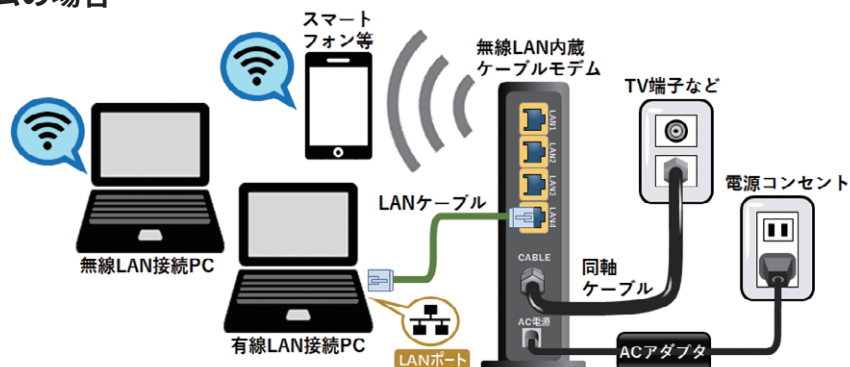 ムの場合
スマート
フォン等
無線LAN内蔵
ケーブルモデム
TV端子など
電源コンセント
LANケーブル
LAN1
LAN2
LAN3
LAN4
無線LAN接続PC
CABLE
同軸
ケーブル
AC電源
有線LAN接続PC
LANポート
ACアダプタ